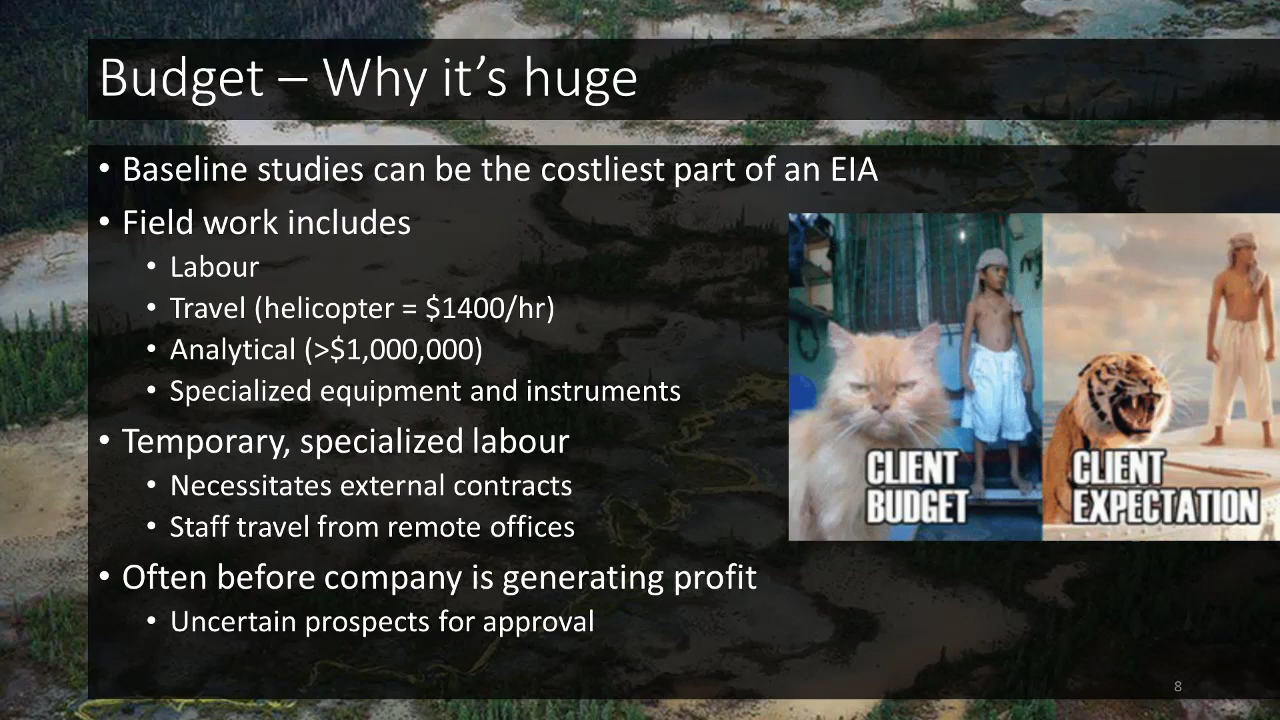 Budget – Why it's huge
• Baseline studies can be the costliest part of an EIA
• Field work includes
• Labour
• Travel (helicopter = $1400/hr)
• Analytical (>$1,000,000)
• Specialized equipment and instruments
• Temporary, specialized labour
• Necessitates external contracts
• Staff travel from remote offices
• Often before company is generating profit
• Uncertain prospects for approval
CLIENT
BUDGET
CLIENT
EXPECTATION
8